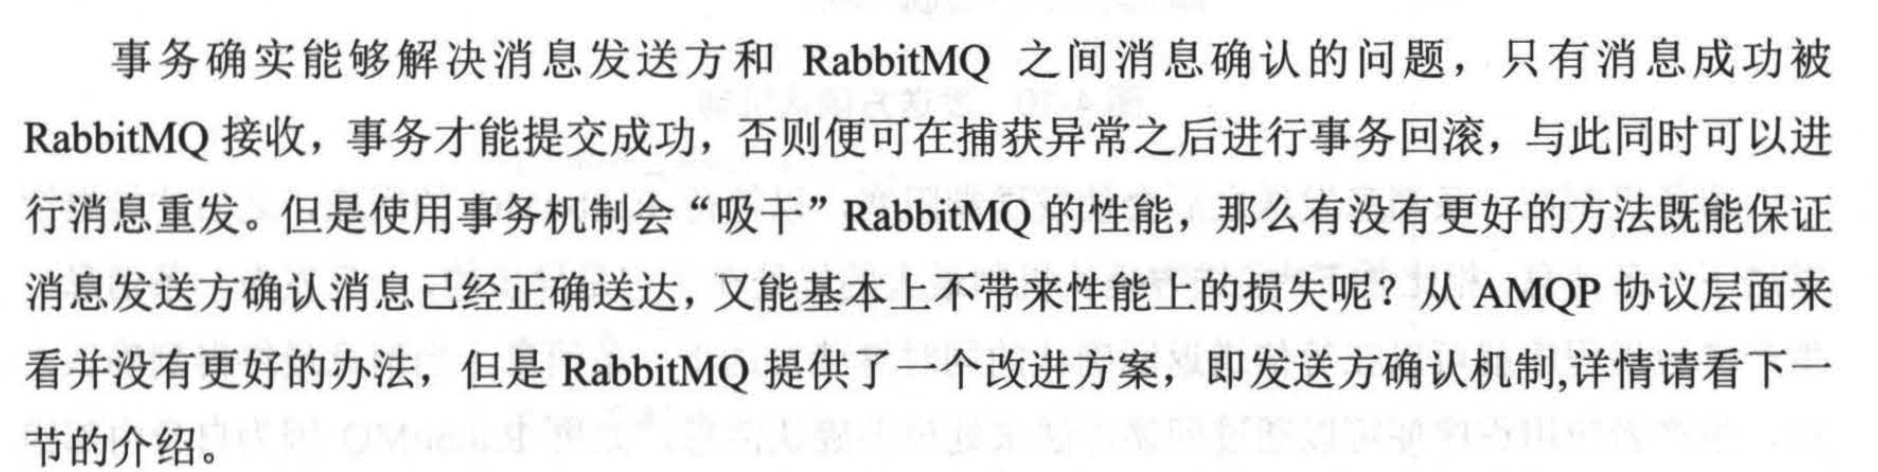 事务确实能够解决消息发送方和 RabbitMQ 之间消息确认的问题，只有消息成功被
RabbitMQ 接收，事务才能提交成功，否则便可在捕获异常之后进行事务回滚，与此同时可以进
行消息重发。但是使用事务机制会“吸干”RabbitMQ 的性能，那么有没有更好的方法既能保证
消息发送方确认消息已经正确送达，又能基本上不带来性能上的损失呢？从 AMQP 协议层面来
看并没有更好的办法，但是 RabbitMQ 提供了一个改进方案，即发送方确认机制,详情请看下一
节的介绍。